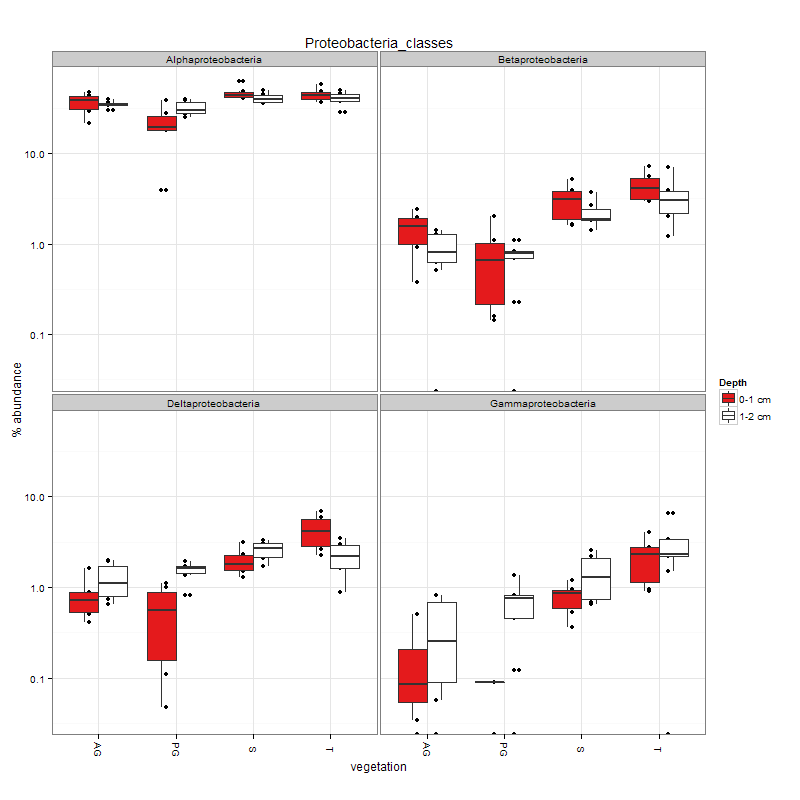 Proteobacteria_classes
Alphaproteobacteria
Betaproteobacteria
10.0
1.0
0.1
Deltaproteobacteria
Gammaproteobacteria
10.0
1.0
0.1
% abundance
AG
PG
S
T
AG
PG
S
T
vegetation
Depth
0-1 cm
1-2 cm